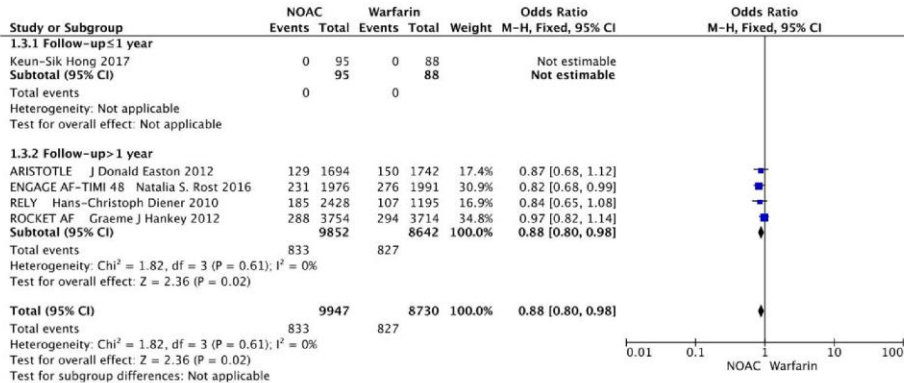 NOAC Warfarin Odds Ratio Odds Ratio
Study or Subgroup Events Total Events Total Weight M-H, Fixed, 95% CI M-H, Fixed, 95% CI
1.3.1 Follow-up≤1 year
Keun-Sik Hong 2017 0 95 0 88 Not estimable
Subtotal (95% CI) 95 88 Not estimable
Total events 0 0
Heterogeneity: Not applicable
Test for overall effect: Not applicable
1.3.2 Follow-up>1 year
ARISTOTLE J Donald Easton 2012 129 1694 150 1742 17.4% 0.87 [0.68, 1.12]
ENGAGE AF-TIMI 48 Natalia S. Rost 2016 231 1976 276 1991 30.9% 0.82 [0.68, 0.99]
RELY Hans-Christoph Diener 2010 185 2428 107 1195 16.9% 0.84 [0.65, 1.08]
ROCKET AF Graeme J Hankey 2012 288 3754 294 3714 34.8% 0.97 [0.82, 1.14]
Subtotal (95% CI) 9852 8642 100.0% 0.88 [0.80, 0.98]
Total events 833 827
Heterogeneity: Chi² = 1.82, df = 3 (P = 0.61); I² = 0%
Test for overall effect: Z = 2.36 (P = 0.02)
Total (95% CI) 9947 8730 100.0% 0.88 [0.80, 0.98]
Total events 833 827
Heterogeneity: Chi² = 1.82, df = 3 (P = 0.61); I² = 0%
Test for overall effect: Z = 2.36 (P = 0.02)
Test for subgroup differences: Not applicable
0.01 0.1 1 10 100
NOAC Warfarin